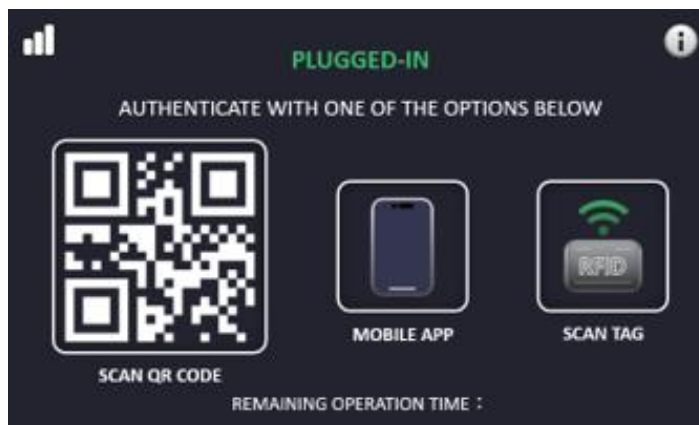 PLUGGED-IN
AUTHENTICATE WITH ONE OF THE OPTIONS BELOW
RFID
MOBILE APP
SCAN TAG
SCAN QR CODE
REMAINING OPERATION TIME :